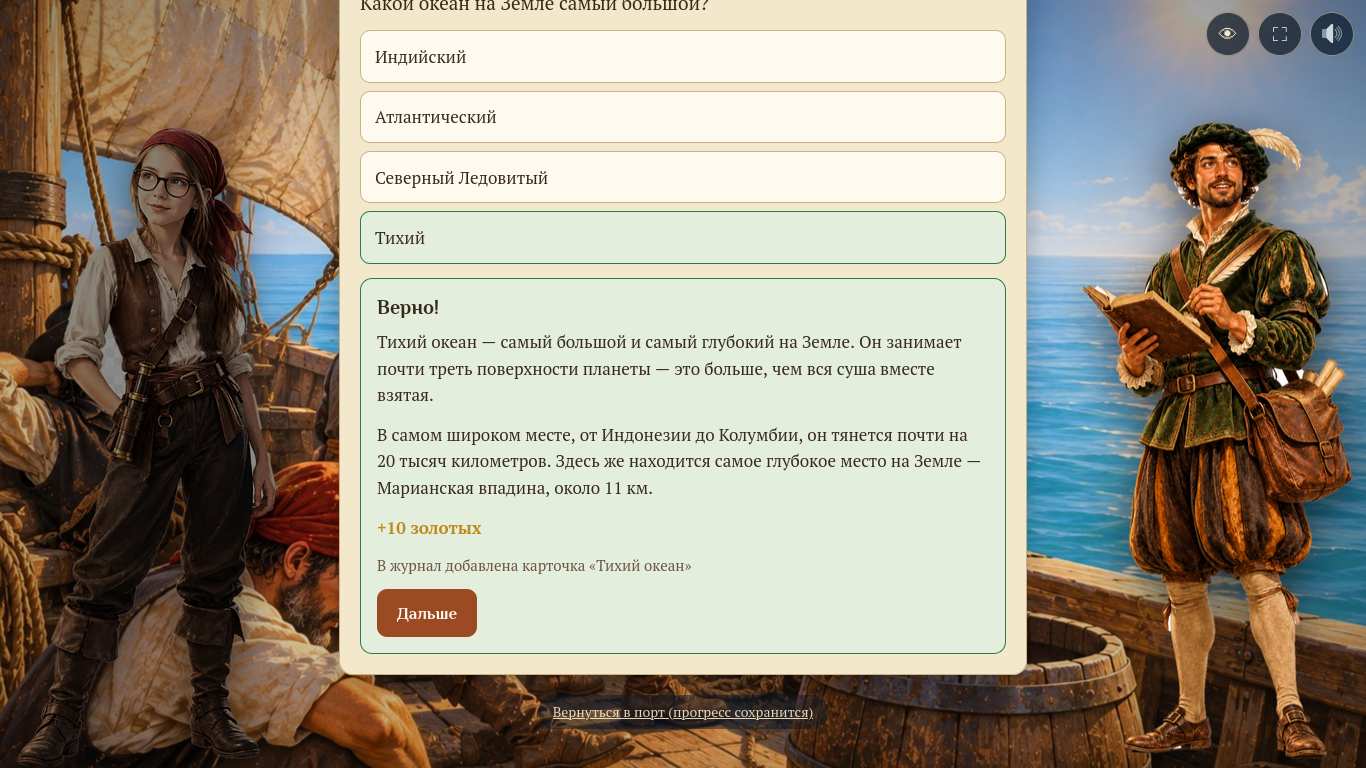 Какой океан на Земле самый большой?
Индийский
Атлантический
Северный Ледовитый
Тихий
Верно!
Тихий океан — самый большой и самый глубокий на Земле. Он занимает
почти треть поверхности планеты — это больше, чем вся суша вместе
взятая.
В самом широком месте, от Индонезии до Колумбии, он тянется почти на
20 тысяч километров. Здесь же находится самое глубокое место на Земле —
Марианская впадина, около 11 км.
+10 золотых
В журнал добавлена карточка «Тихий океан»
Дальше
Вернуться в порт (прогресс сохранится)